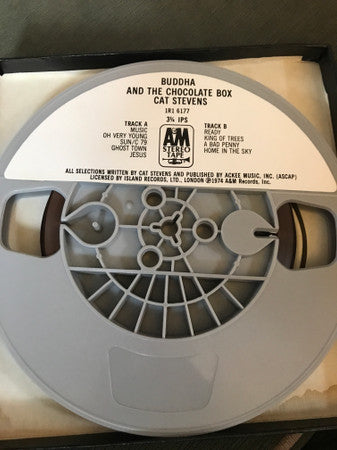 BUDDHA
AND THE CHOCOLATE BOX
CAT STEVENS
1R1 6177
3¾ IPS
TRACK A
MUSIC
OH VERY YOUNG
SUN/C 79
GHOST TOWN
JESUS
A&M
STEREO
TAPE
TRACK B
READY
KING OF TREES
A BAD PENNY
HOME IN THE SKY
ALL SELECTIONS WRITTEN BY CAT STEVENS AND PUBLISHED BY ACKEE MUSIC, INC. (ASCAP)
LICENSED BY ISLAND RECORDS, LTD., LONDON ℗1974 A&M Records, Inc.